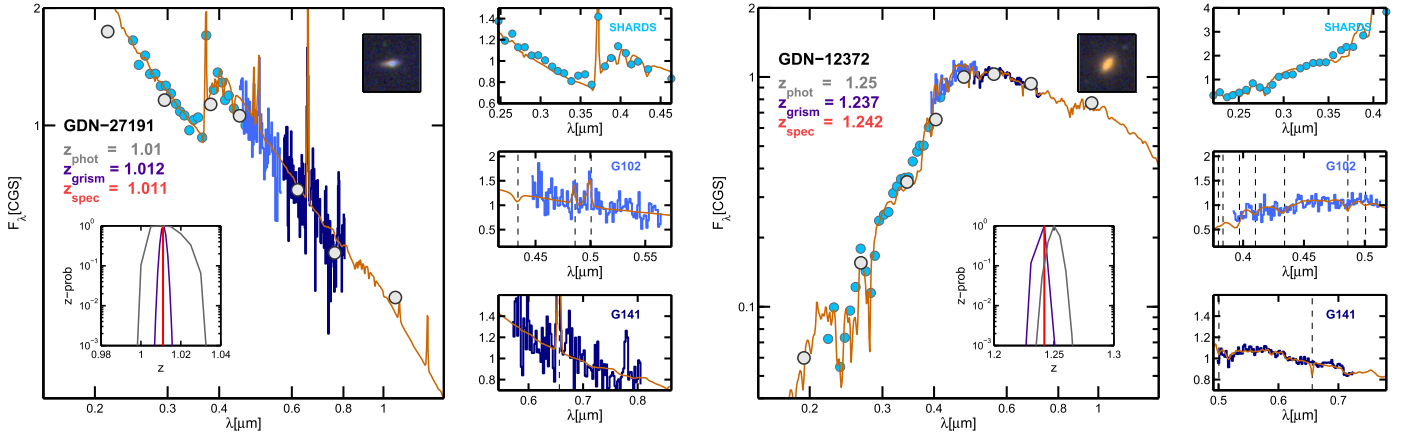 GDN−27191
z_phot = 1.01
z_grism = 1.012
z_spec = 1.011
F_λ[CGS]
2
1
0.2 0.3 0.4 0.6 0.8 1
λ[μm]
z−prob
10^0
10^−1
10^−2
10^−3
0.98 1 1.02 1.04
z
SHARDS
1.4
1.2
1.0
0.8
0.6
0.25 0.3 0.35 0.4 0.45
λ[μm]
G102
2
1.5
1
0.5
0.45 0.5 0.55
λ[μm]
G141
1.4
1.2
1
0.8
0.6 0.7 0.8
λ[μm]
GDN−12372
z_phot = 1.25
z_grism = 1.237
z_spec = 1.242
F_λ[CGS]
2
1
0.1
0.2 0.3 0.4 0.6 0.8 1
λ[μm]
z−prob
10^0
10^−1
10^−2
10^−3
1.2 1.25 1.3
z
SHARDS
4
3
2
1
0
0.25 0.3 0.35 0.4
λ[μm]
G102
2
1.5
1
0.5
0.4 0.45 0.5
λ[μm]
G141
1.4
1.2
1
0.8
0.5 0.6 0.7
λ[μm]